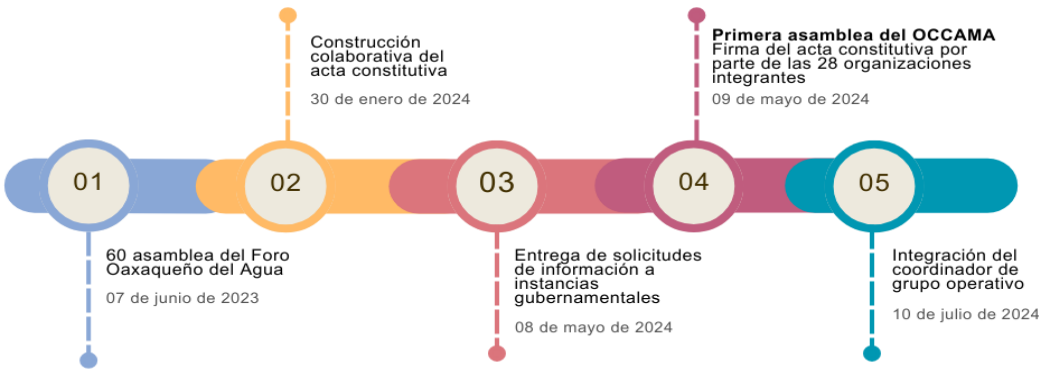 01
60 asamblea del Foro
Oaxaqueño del Agua
07 de junio de 2023
02
Construcción
colaborativa del
acta constitutiva
30 de enero de 2024
03
Entrega de solicitudes
de información a
instancias
gubernamentales
08 de mayo de 2024
04
Primera asamblea del OCCAMA
Firma del acta constitutiva por
parte de las 28 organizaciones
integrantes
09 de mayo de 2024
05
Integración del
coordinador de
grupo operativo
10 de julio de 2024